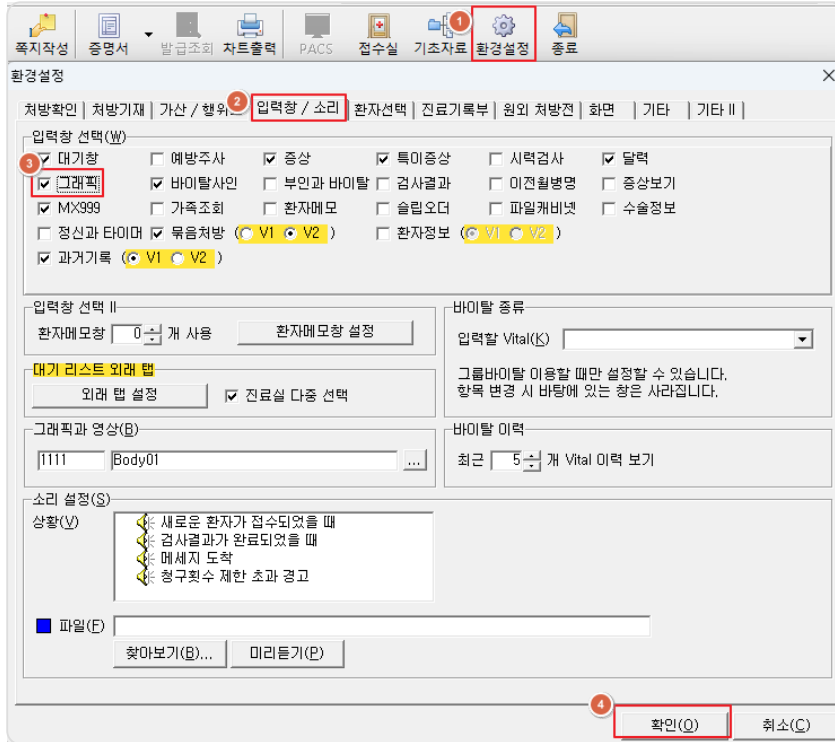 쪽지작성 증명서 발급조회 차트출력 PACS 접수실 기초자료 환경설정 종료
1
환경설정
2
처방확인 처방기재 가산 / 행위 입력창 / 소리 환자선택 진료기록부 원외 처방전 화면 기타 기타 II
입력창 선택(W)
대기창 예방주사 증상 특이증상 시력검사 달력
3
그래픽 바이탈사인 부인과 바이탈 검사결과 이전월병명 증상보기
MX999 가족조회 환자메모 슬립오더 파일캐비넷 수술정보
정신과 타이머 묶음처방 ( V1 V2 ) 환자정보 ( V1 V2 )
과거기록 ( V1 V2 )
입력창 선택 II
환자메모창 0 개 사용 환자메모창 설정
바이탈 종류
입력할 Vital(K)
그룹바이탈 이용할 때만 설정할 수 있습니다.
항목 변경 시 바탕에 있는 창은 사라집니다.
대기 리스트 외래 탭
외래 탭 설정 진료실 다중 선택
그래픽과 영상(B)
1111 Body01 ...
바이탈 이력
최근 5 개 Vital 이력 보기
소리 설정(S)
상황(V)
새로운 환자가 접수되었을 때
검사결과가 완료되었을 때
메세지 도착
청구횟수 제한 초과 경고
파일(F)
찾아보기(B)... 미리듣기(P)
4
확인(O) 취소(C)